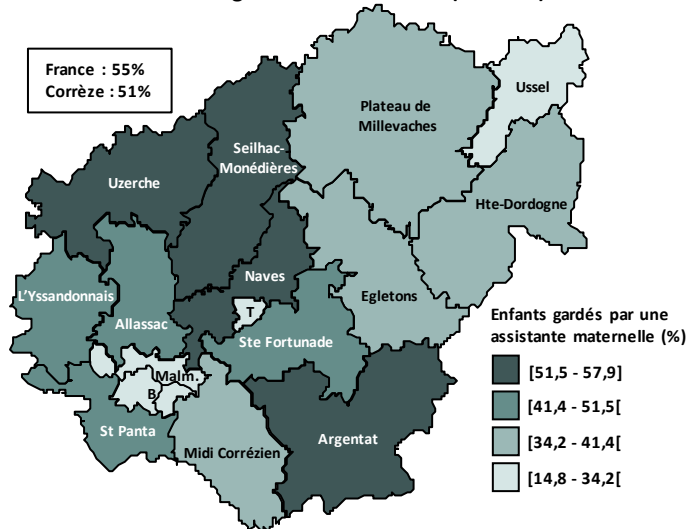 France : 55%
Corrèze : 51%
Ussel
Plateau de
Millevaches
Seilhac-
Monédières
Uzerche
Hte-Dordogne
Naves
L'Yssandonnais
Egletons
T
Allassac
Ste Fortunade
Malm.
B
St Panta
Midi Corrézien
Argentat
Enfants gardés par une
assistante maternelle (%)
[51,5 - 57,9]
[41,4 - 51,5[
[34,2 - 41,4[
[14,8 - 34,2[